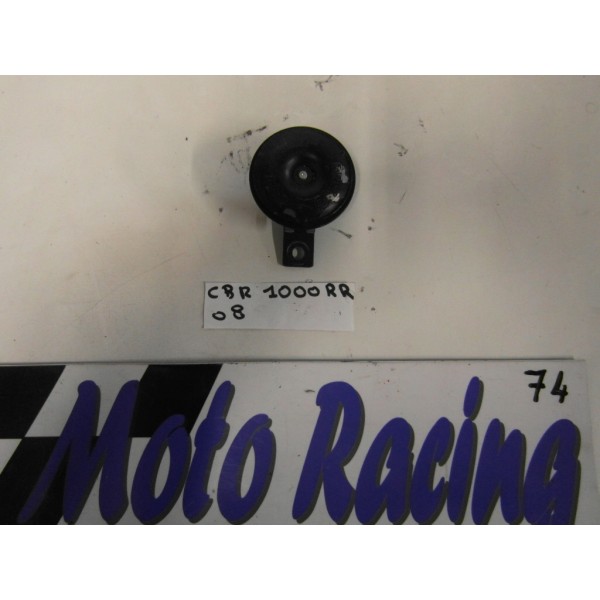 CBR 1000RR
08
74
Moto Racing